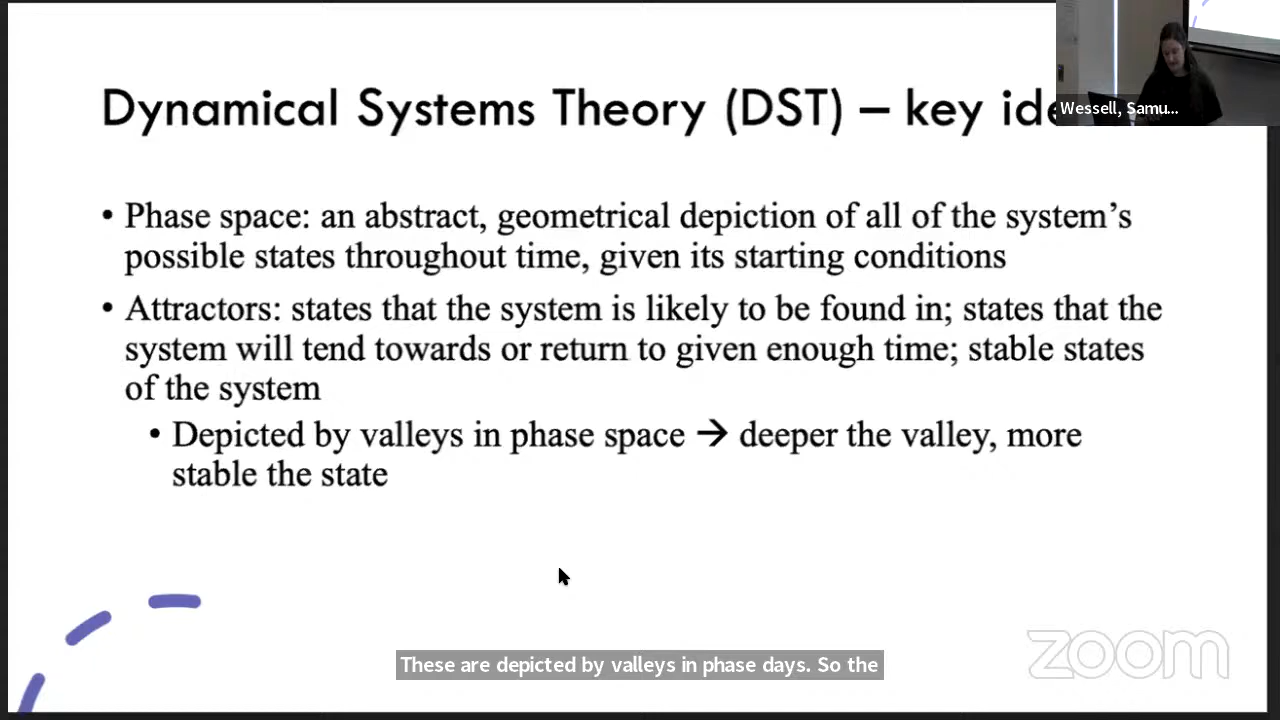 Dynamical Systems Theory (DST) – key ide
Wessell, Samu...
• Phase space: an abstract, geometrical depiction of all of the system’s
possible states throughout time, given its starting conditions
• Attractors: states that the system is likely to be found in; states that the
system will tend towards or return to given enough time; stable states
of the system
• Depicted by valleys in phase space → deeper the valley, more
stable the state
These are depicted by valleys in phase days. So the
zoom